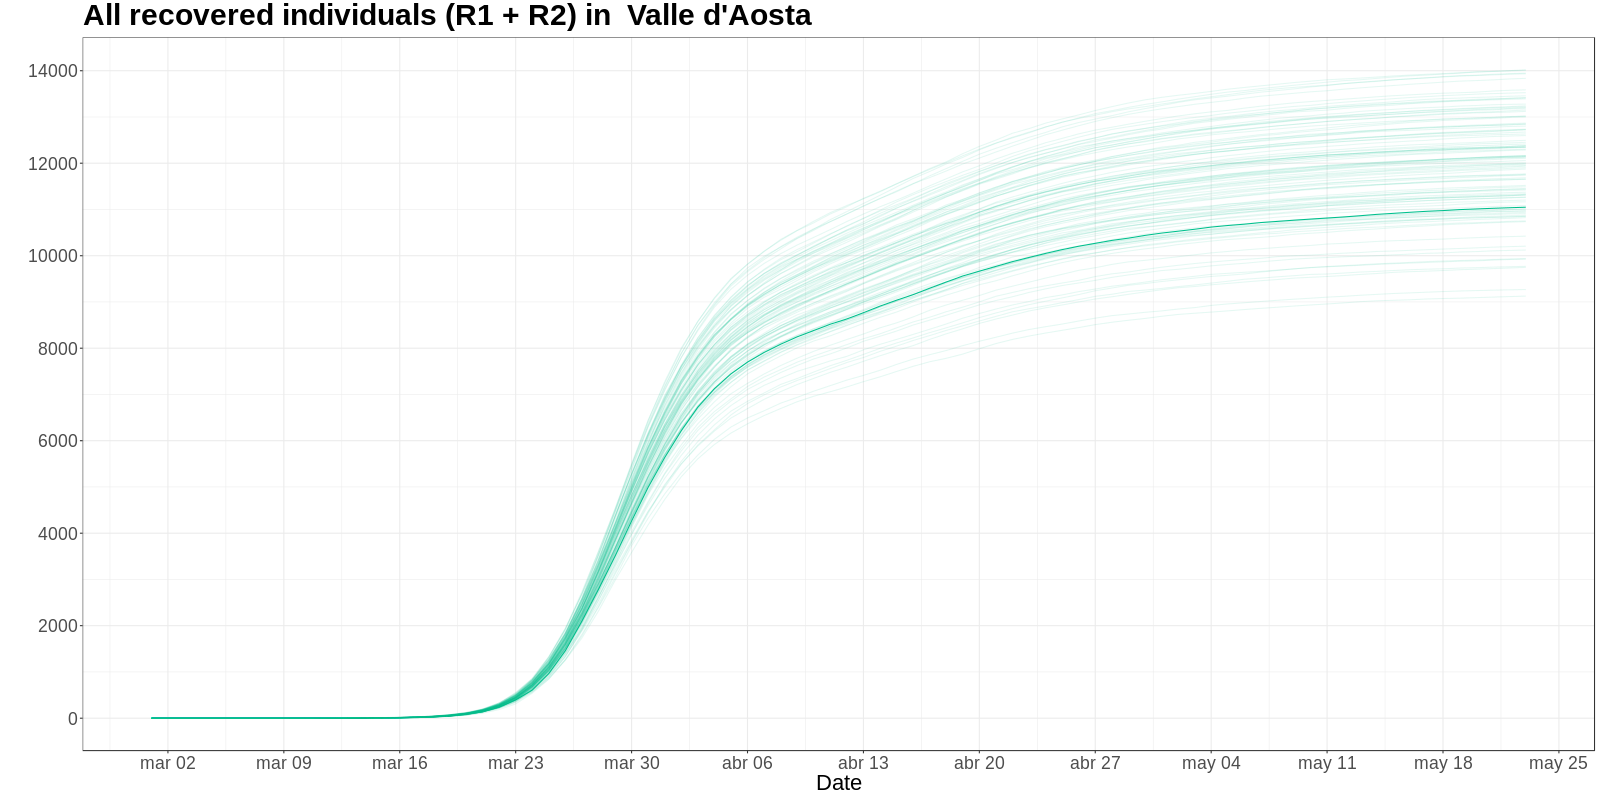 All recovered individuals (R1 + R2) in  Valle d'Aosta
14000
12000
10000
8000
6000
4000
2000
0
mar 02 mar 09 mar 16 mar 23 mar 30 abr 06 abr 13 abr 20 abr 27 may 04 may 11 may 18 may 25
Date